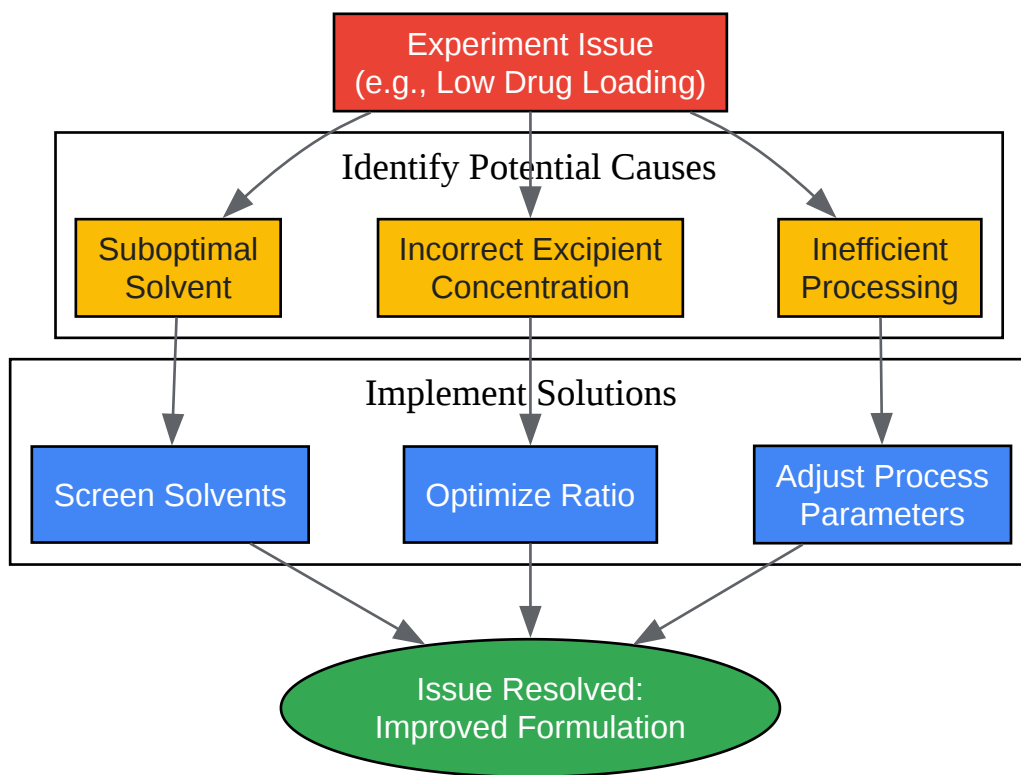 Experiment Issue
(e.g., Low Drug Loading)
Identify Potential Causes
Suboptimal
Solvent
Incorrect Excipient
Concentration
Inefficient
Processing
Implement Solutions
Screen Solvents
Optimize Ratio
Adjust Process
Parameters
Issue Resolved:
Improved Formulation